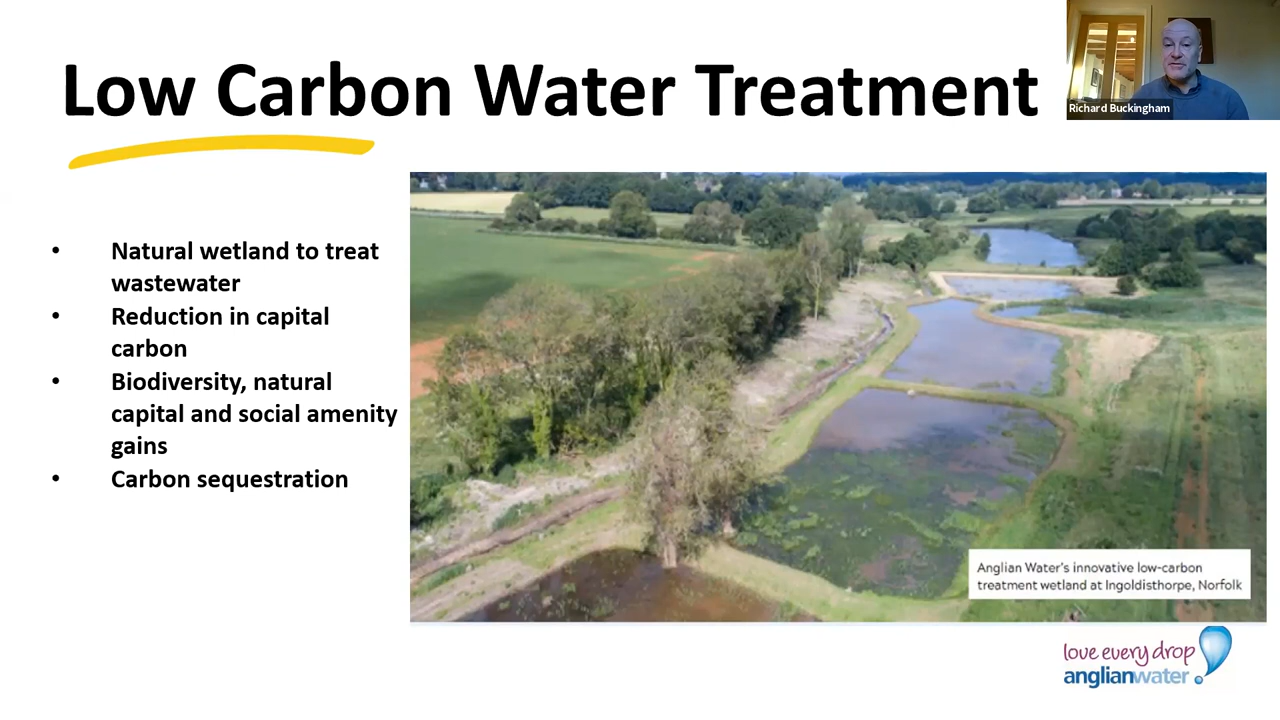 Low Carbon Water Treatment
Richard Buckingham
• Natural wetland to treat
wastewater
• Reduction in capital
carbon
• Biodiversity, natural
capital and social amenity
gains
• Carbon sequestration
Anglian Water's innovative low-carbon
treatment wetland at Ingoldisthorpe, Norfolk
love every drop
anglianwater